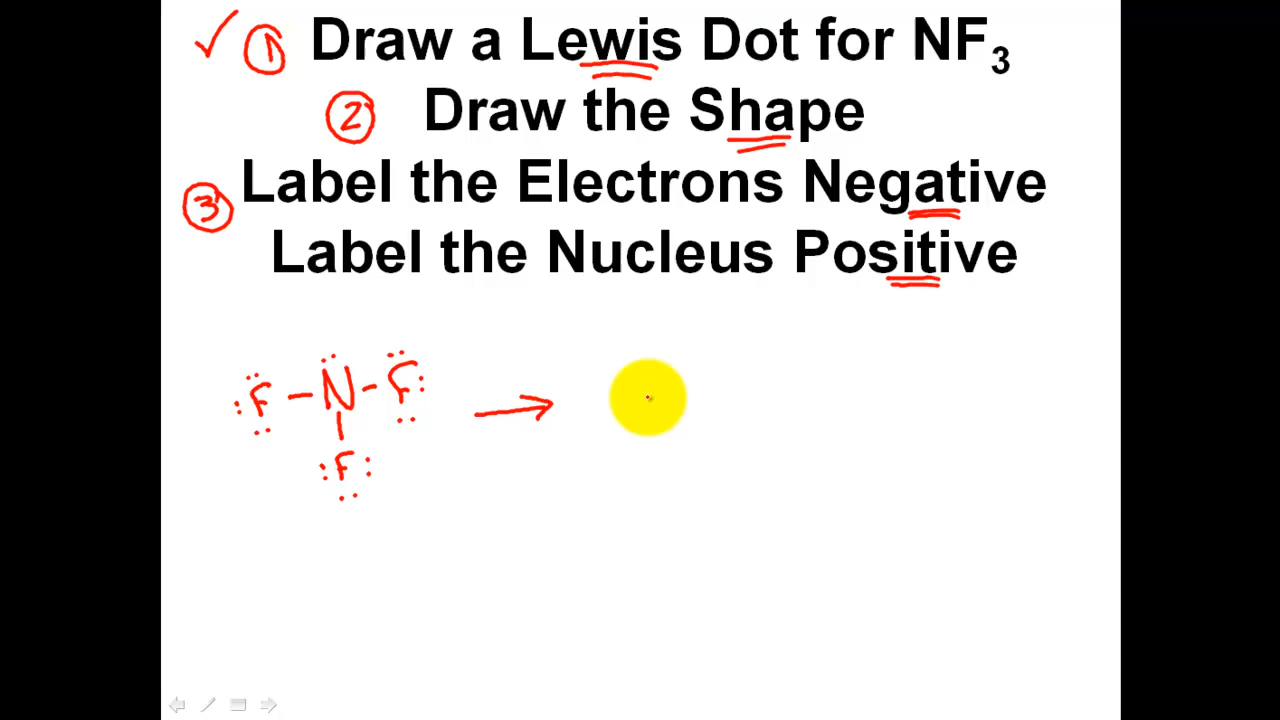 ✓ ① Draw a Lewis Dot for NF₃
② Draw the Shape
③ Label the Electrons Negative
Label the Nucleus Positive
:F̈ - N̈ - F̈: →
:F: